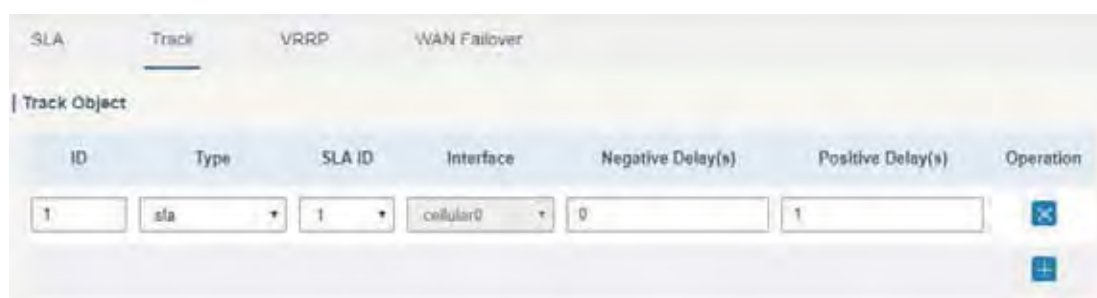 SLA Track VRRP WAN Failover
Track Object
ID Type SLA ID Interface Negative Delay(s) Positive Delay(s) Operation
1 sla 1 cellular0 0 1